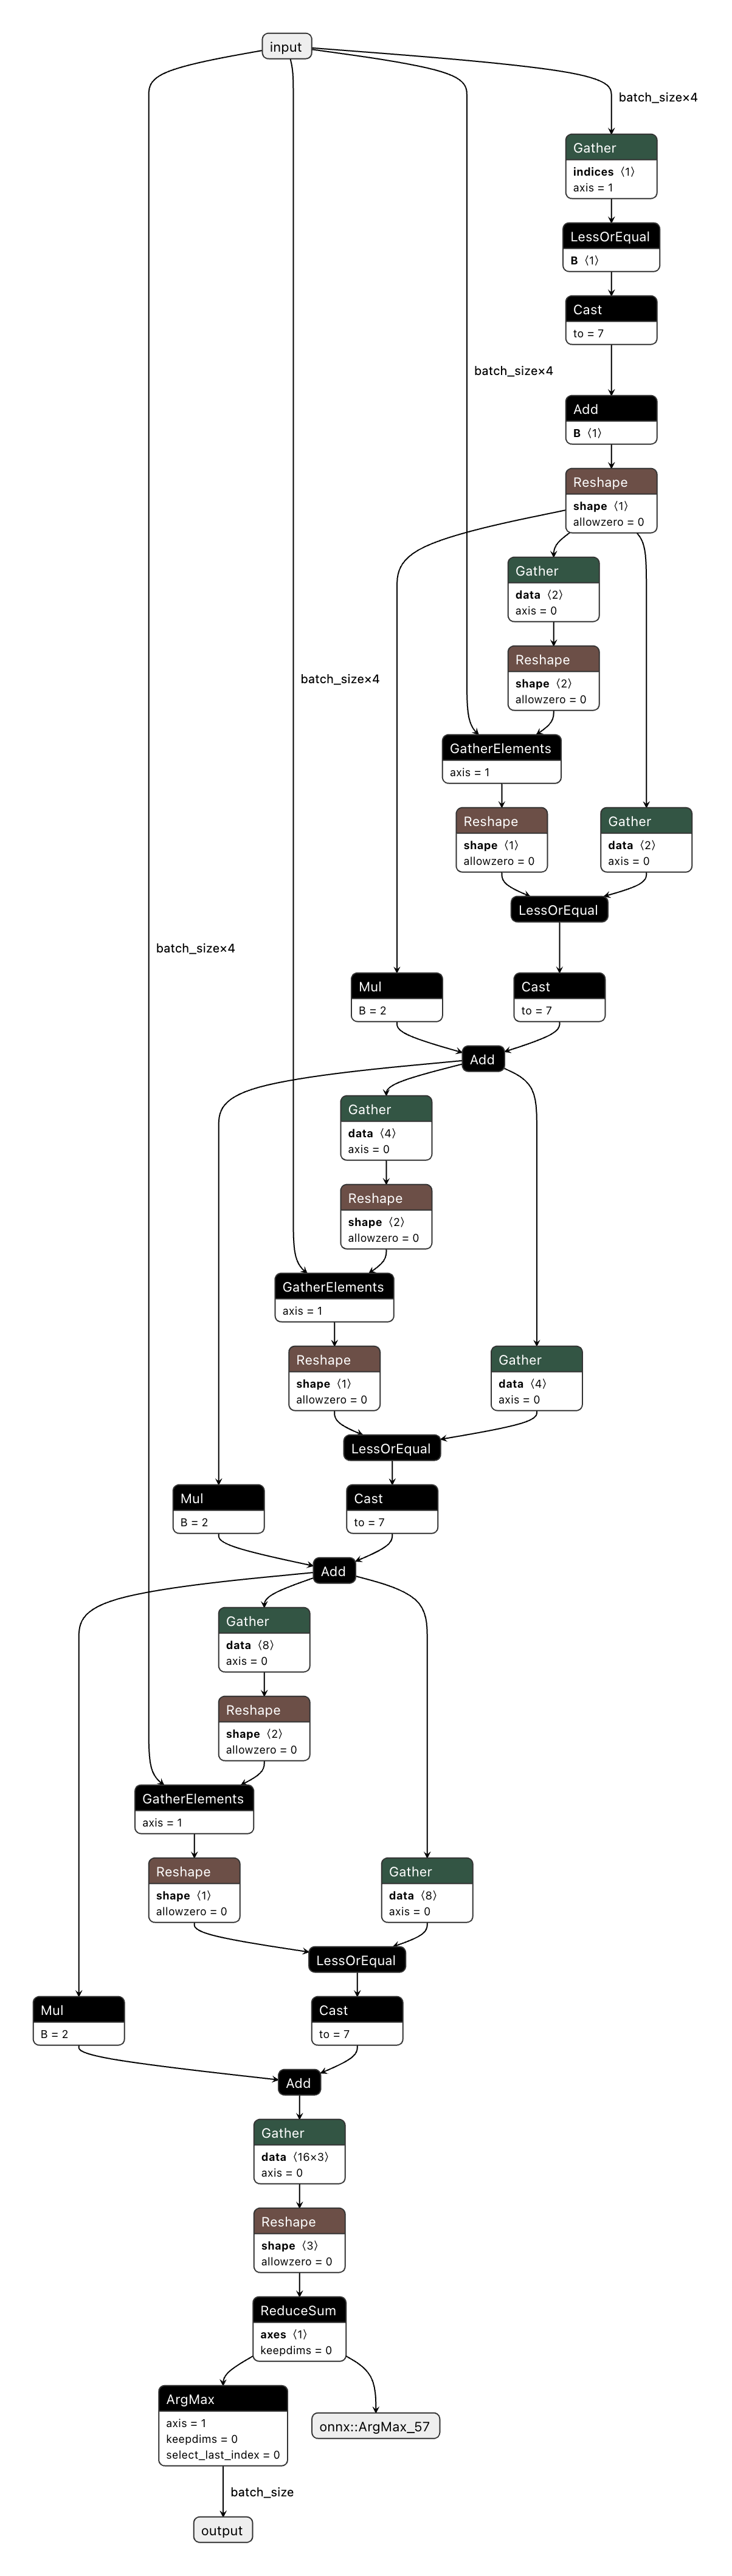 input
batch_size×4
Gather
indices ⟨1⟩
axis = 1
LessOrEqual
B ⟨1⟩
Cast
to = 7
batch_size×4
Add
B ⟨1⟩
Reshape
shape ⟨1⟩
allowzero = 0
Gather
data ⟨2⟩
axis = 0
Reshape
shape ⟨2⟩
allowzero = 0
batch_size×4
GatherElements
axis = 1
Reshape
shape ⟨1⟩
allowzero = 0
Gather
data ⟨2⟩
axis = 0
LessOrEqual
batch_size×4
Mul
B = 2
Cast
to = 7
Add
Gather
data ⟨4⟩
axis = 0
Reshape
shape ⟨2⟩
allowzero = 0
GatherElements
axis = 1
Reshape
shape ⟨1⟩
allowzero = 0
Gather
data ⟨4⟩
axis = 0
LessOrEqual
Mul
B = 2
Cast
to = 7
Add
Gather
data ⟨8⟩
axis = 0
Reshape
shape ⟨2⟩
allowzero = 0
GatherElements
axis = 1
Reshape
shape ⟨1⟩
allowzero = 0
Gather
data ⟨8⟩
axis = 0
LessOrEqual
Mul
B = 2
Cast
to = 7
Add
Gather
data ⟨16×3⟩
axis = 0
Reshape
shape ⟨3⟩
allowzero = 0
ReduceSum
axes ⟨1⟩
keepdims = 0
ArgMax
axis = 1
keepdims = 0
select_last_index = 0
onnx::ArgMax_57
batch_size
output